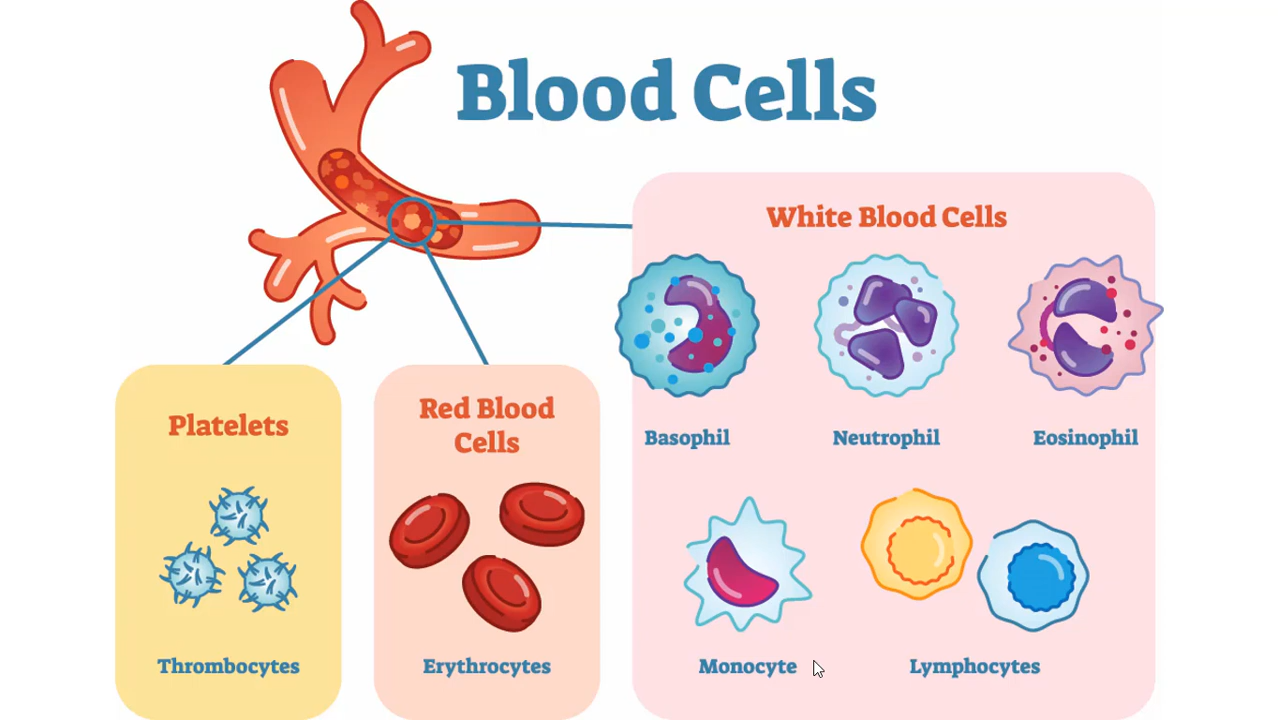 Blood Cells
White Blood Cells
Basophil
Neutrophil
Eosinophil
Platelets
Red Blood
Cells
Thrombocytes
Erythrocytes
Monocyte
Lymphocytes